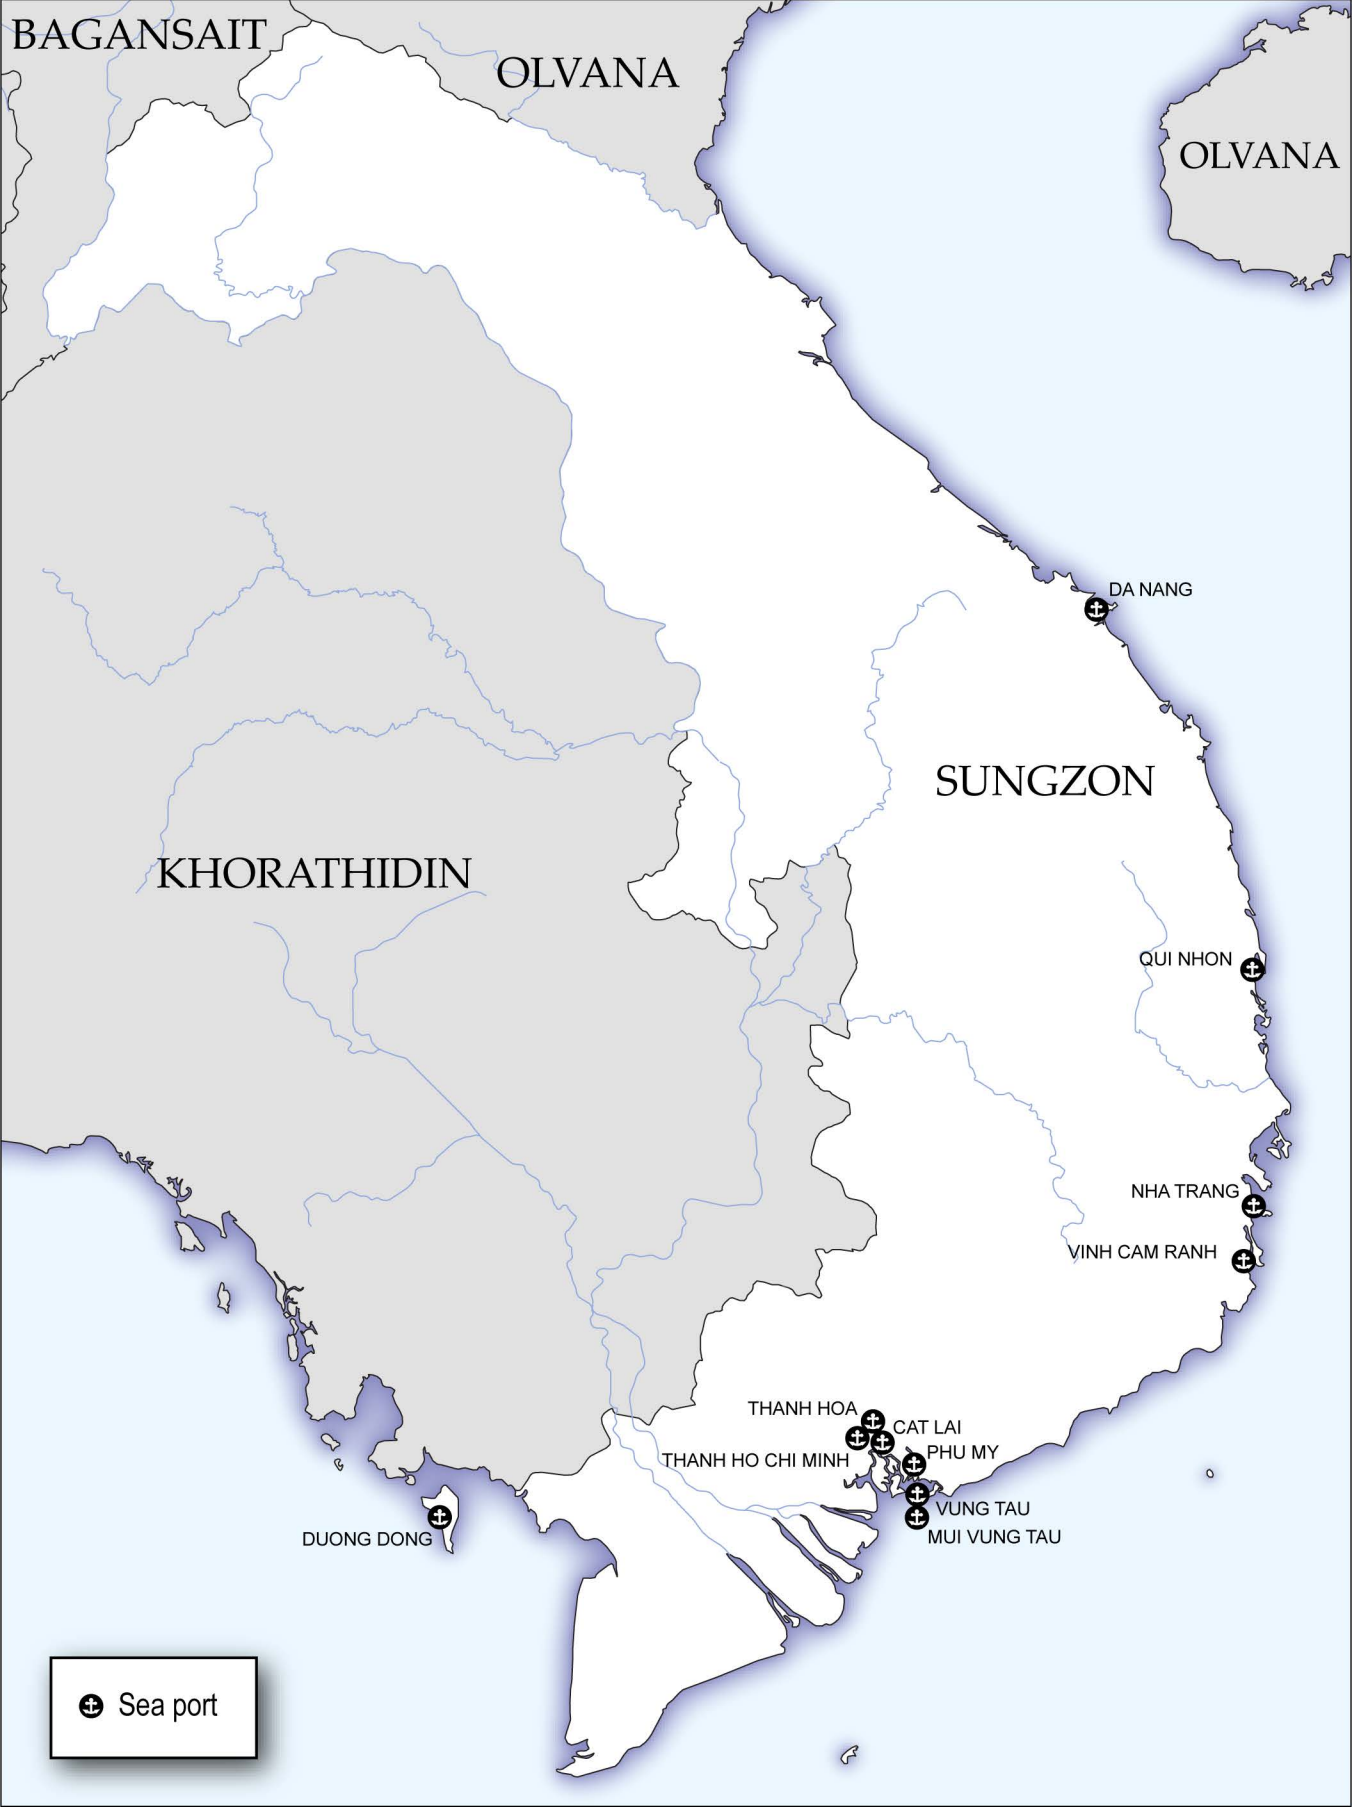 BAGANSAIT
OLVANA
OLVANA
DA NANG
SUNGZON
KHORATHIDIN
QUI NHON
NHA TRANG
VINH CAM RANH
THANH HOA
CAT LAI
PHU MY
THANH HO CHI MINH
VUNG TAU
MUI VUNG TAU
DUONG DONG
Sea port